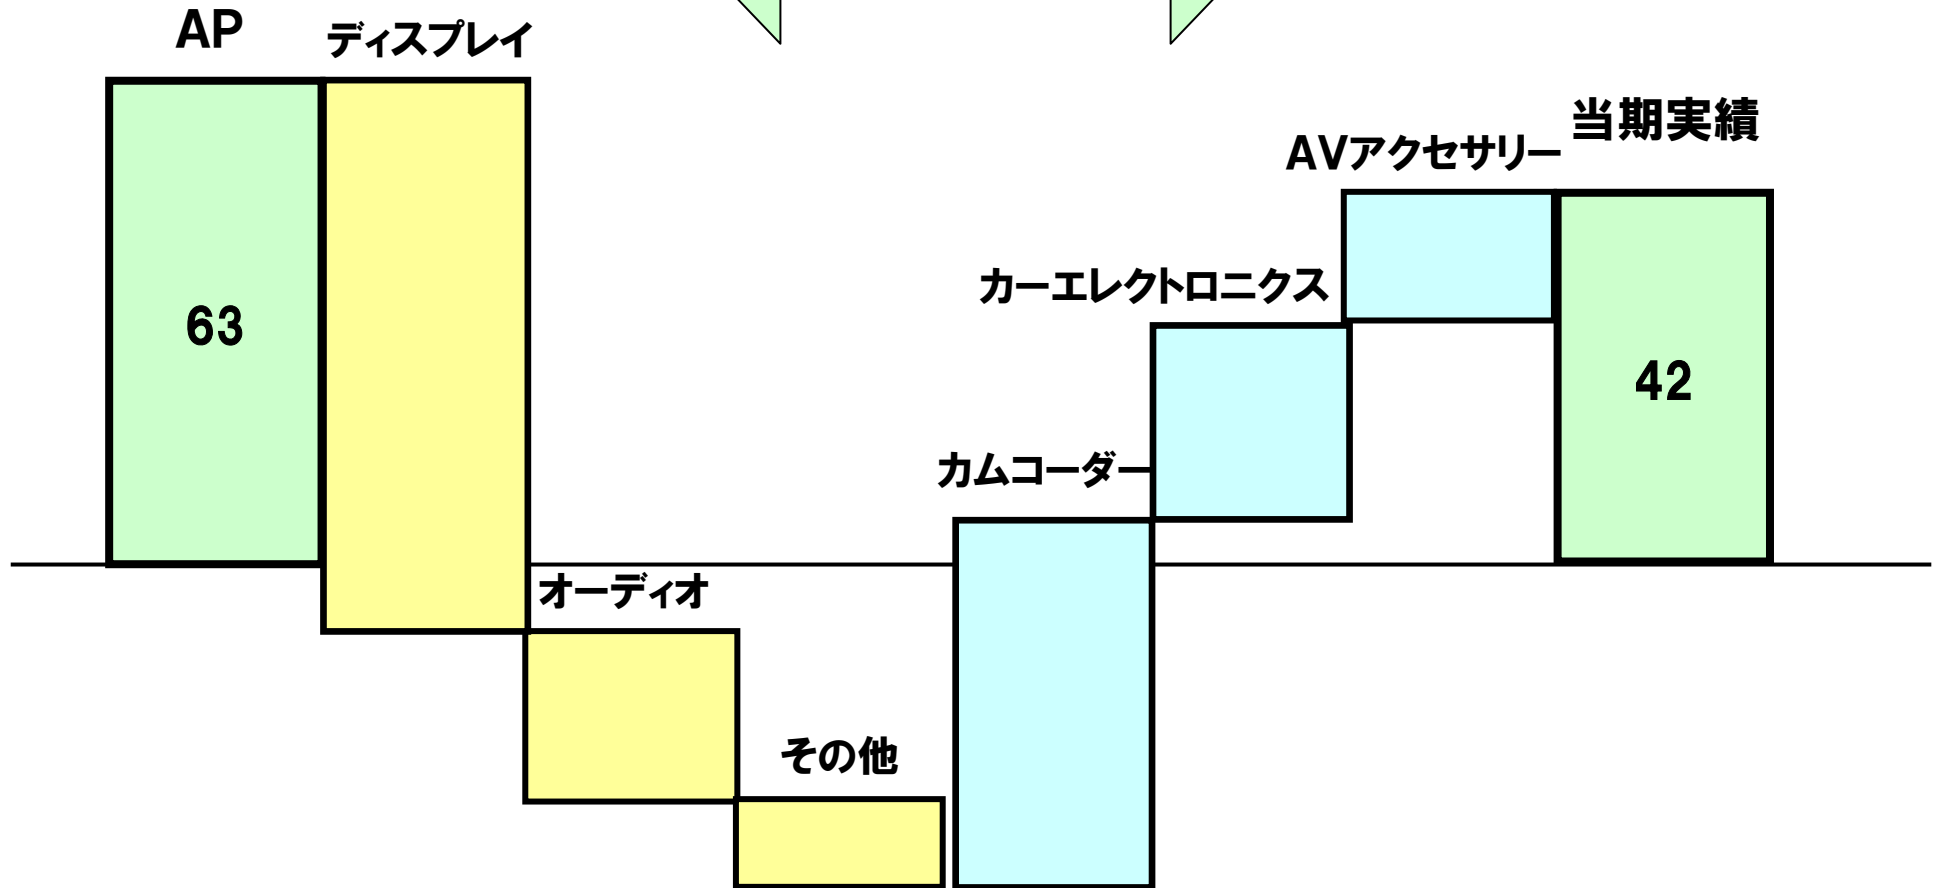 AP
ディスプレイ
当期実績
AVアクセサリー
カーエレクトロニクス
63
42
カムコーダー
オーディオ
その他